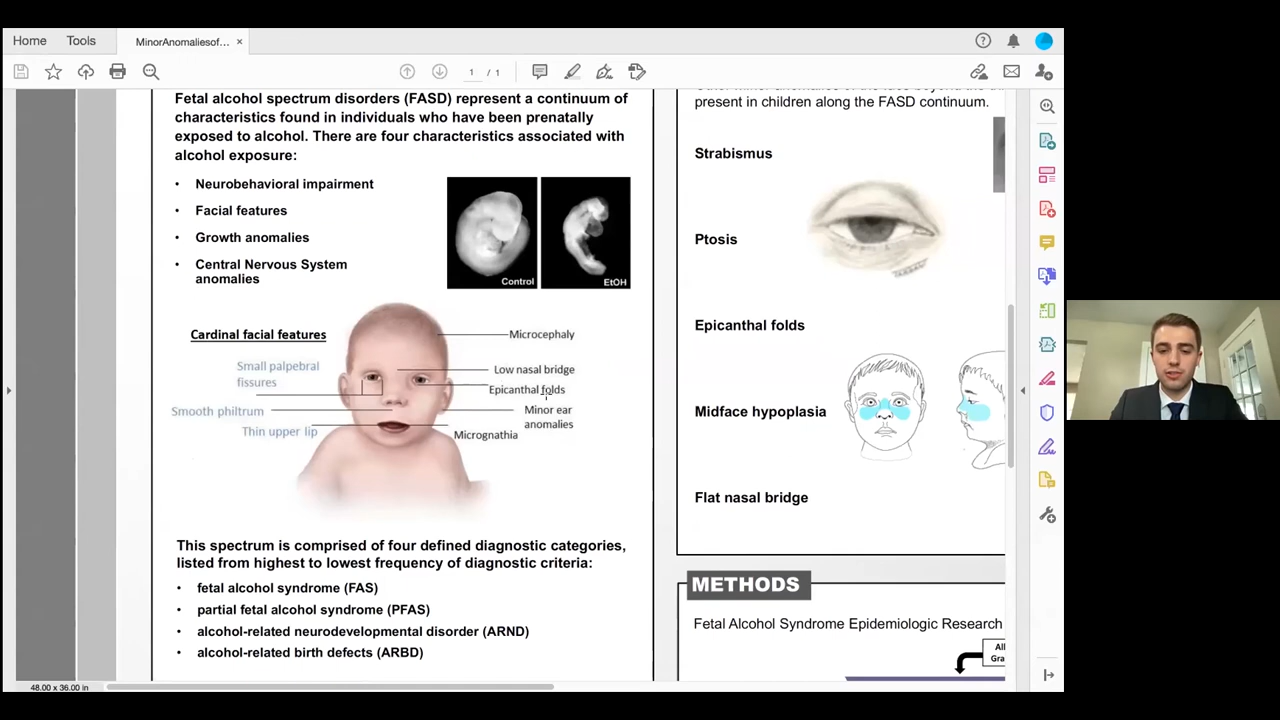 Home
Tools
MinorAnomaliesof...
1 / 1
Fetal alcohol spectrum disorders (FASD) represent a continuum of
characteristics found in individuals who have been prenatally
exposed to alcohol. There are four characteristics associated with
alcohol exposure:
• Neurobehavioral impairment
• Facial features
• Growth anomalies
• Central Nervous System
anomalies
Control
EtOH
Cardinal facial features
Small palpebral
fissures
Smooth philtrum
Thin upper lip
Microcephaly
Low nasal bridge
Epicanthal folds
Minor ear
anomalies
Micrognathia
This spectrum is comprised of four defined diagnostic categories,
listed from highest to lowest frequency of diagnostic criteria:
• fetal alcohol syndrome (FAS)
• partial fetal alcohol syndrome (PFAS)
• alcohol-related neurodevelopmental disorder (ARND)
• alcohol-related birth defects (ARBD)
present in children along the FASD continuum.
Strabismus
Ptosis
Epicanthal folds
Midface hypoplasia
Flat nasal bridge
METHODS
Fetal Alcohol Syndrome Epidemiologic Research
All
Gra
48.00 x 36.00 in